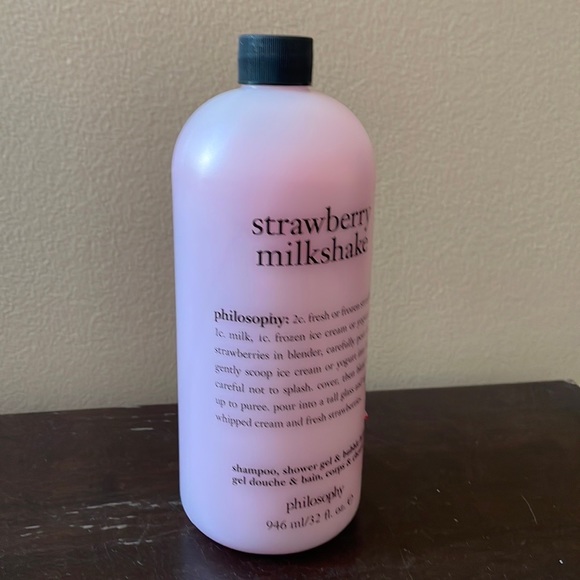 strawberry
milkshake
philosophy: 2c. fresh or frozen
1c. milk, 1c. frozen ice cream or
strawberries in blender, carefully
gently scoop ice cream or yogurt
careful not to splash. cover, then
up to puree. pour into a tall glass
whipped cream and fresh strawberries.
shampoo, shower gel & bubble
gel douche & bain, corps &
philosophy
946 ml/32 fl. oz. e